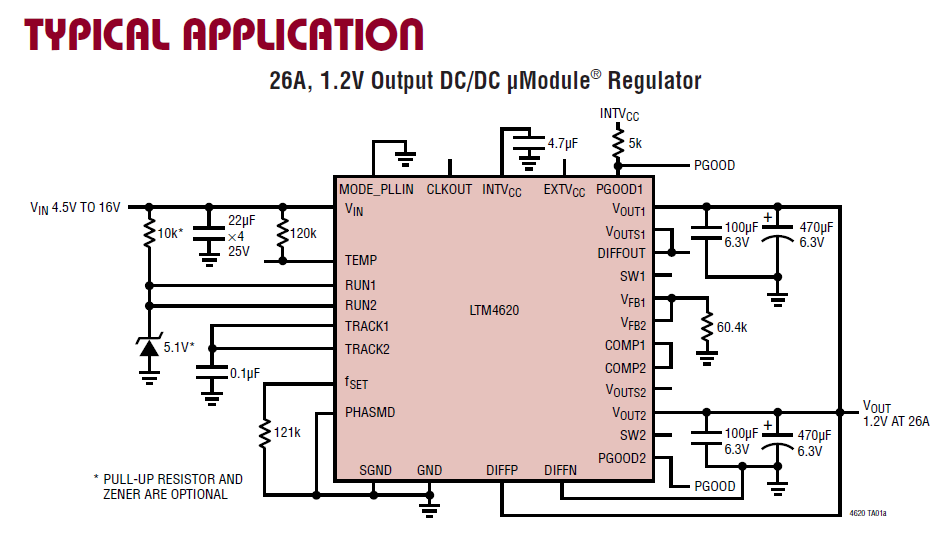 TYPICAL APPLICATION
26A, 1.2V Output DC/DC µModule® Regulator
INTVCC
4.7µF
5k
PGOOD
MODE_PLLIN CLKOUT INTVCC EXTVCC PGOOD1
VIN 4.5V TO 16V
VIN
VOUT1
10k*
22µF
×4
25V
120k
100µF
6.3V
+
470µF
6.3V
VOUTS1
DIFFOUT
TEMP
SW1
RUN1
RUN2
VFB1
VFB2
LTM4620
60.4k
TRACK1
TRACK2
COMP1
COMP2
5.1V*
0.1µF
fSET
VOUTS2
PHASMD
VOUT2
VOUT
1.2V AT 26A
121k
SW2
100µF
6.3V
+
470µF
6.3V
PGOOD2
SGND GND DIFFP DIFFN
PGOOD
* PULL-UP RESISTOR AND
ZENER ARE OPTIONAL
4620 TA01a